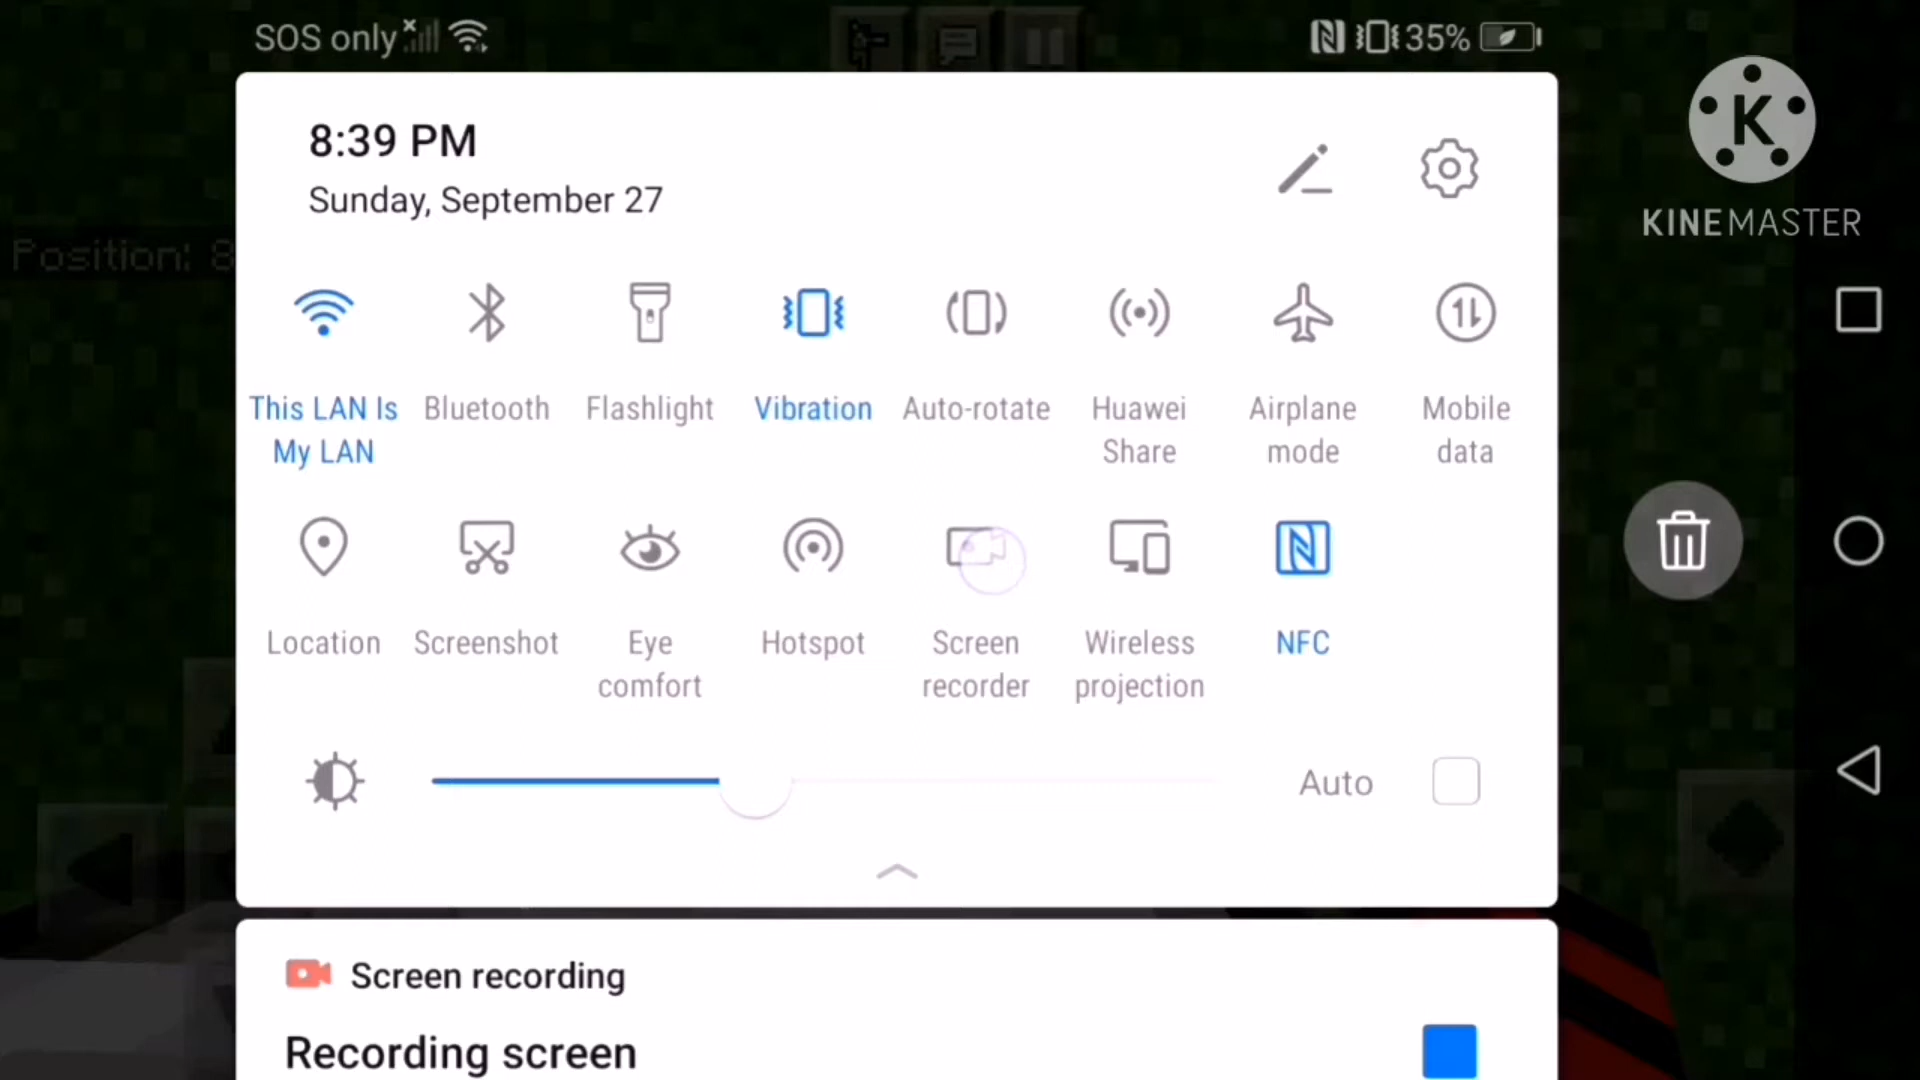 SOS only
35%
8:39 PM
Sunday, September 27
K
KINEMASTER
Position: 8
This LAN Is
My LAN
Bluetooth
Flashlight
Vibration
Auto-rotate
Huawei
Share
Airplane
mode
Mobile
data
Location
Screenshot
Eye
comfort
Hotspot
Screen
recorder
Wireless
projection
NFC
Auto
Screen recording
Recording screen